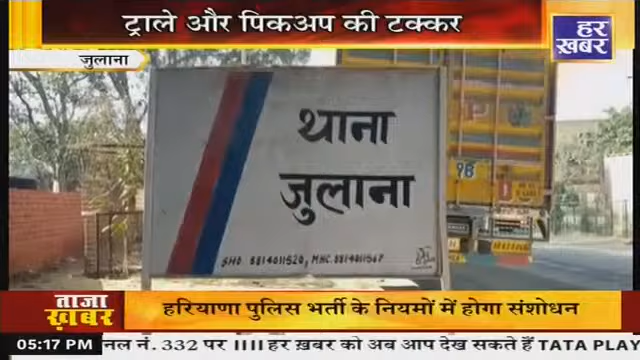 ट्राले और पिकअप की टक्कर
हर
ख़बर
जुलाना
थाना
जुलाना
SHO. 8814011520, MHC. 8814011567
ताजा
ख़बर
हरियाणा पुलिस भर्ती के नियमों में होगा संशोधन
05:17 PM
नल नं. 332 पर IIII हर ख़बर को अब आप देख सकते हैं TATA PLAY